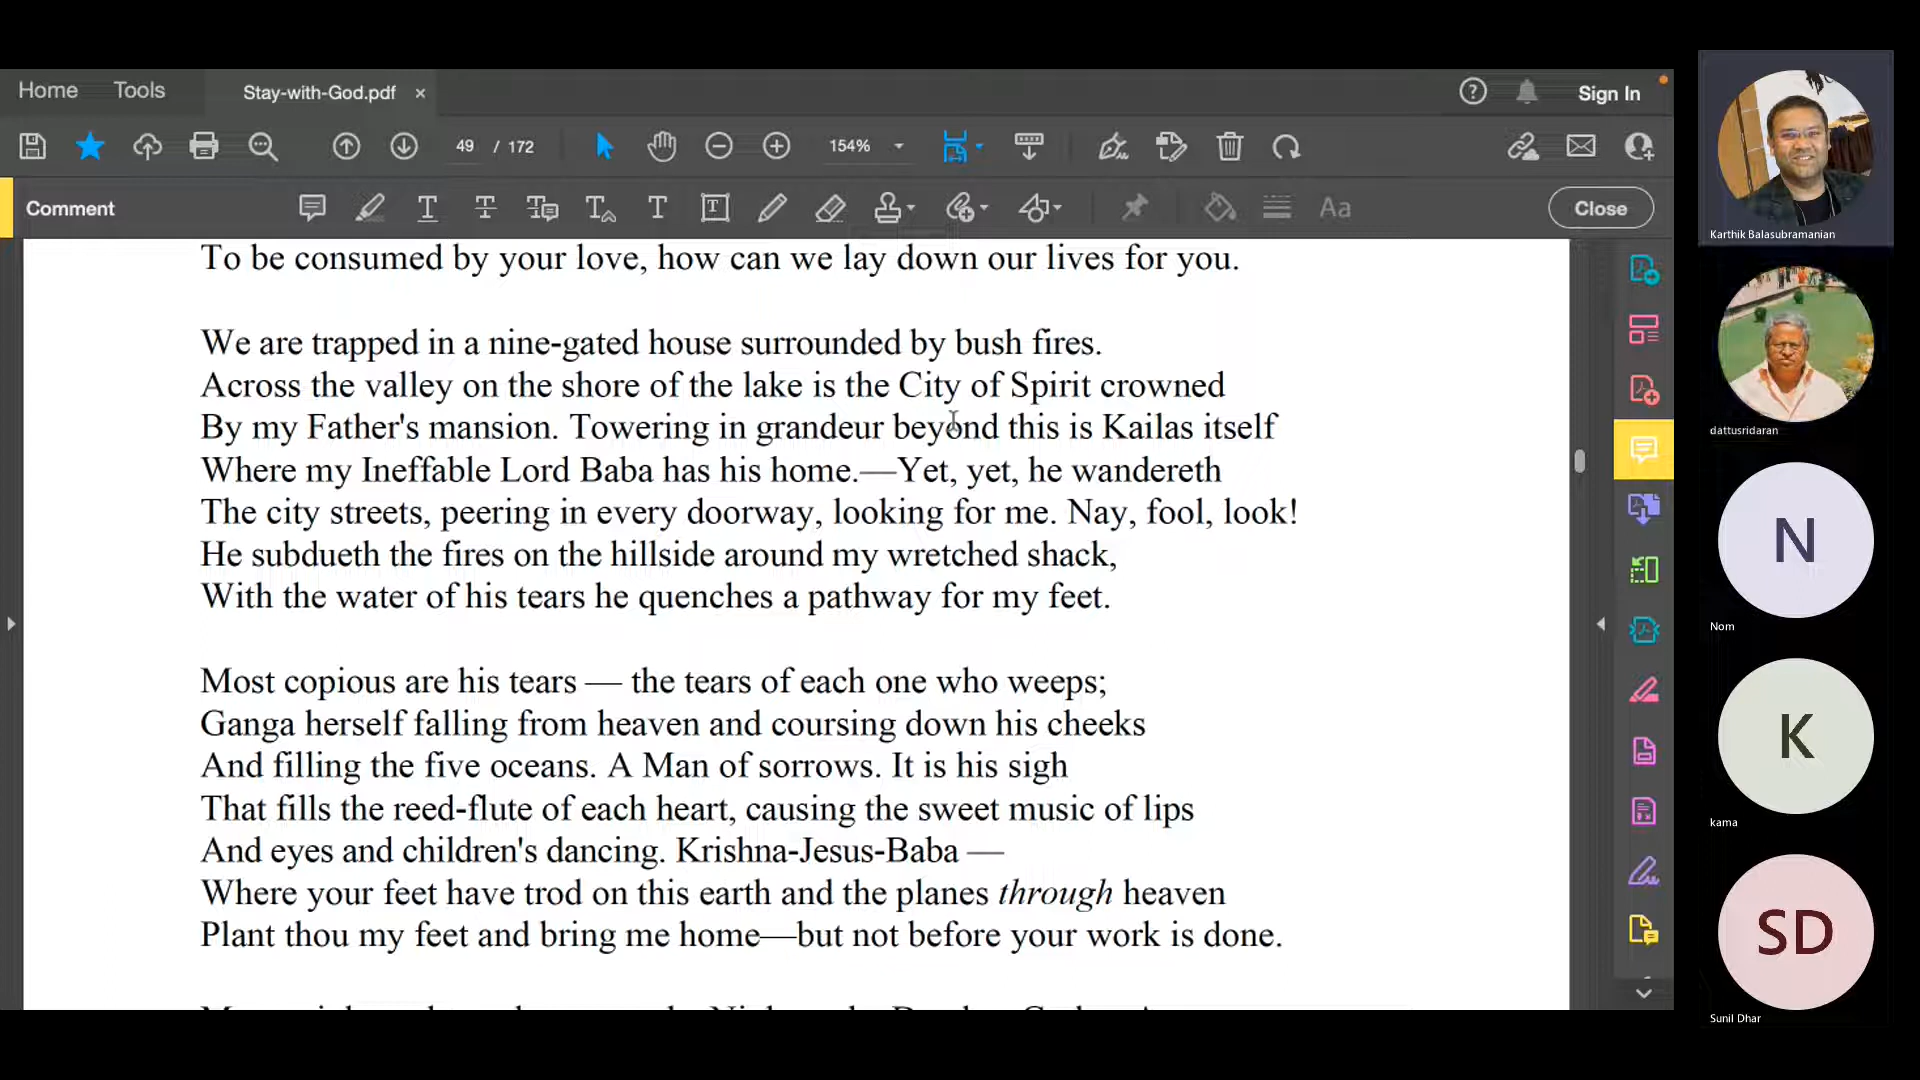 Home
Tools
Stay-with-God.pdf
Sign In
49 / 172
154%
Comment
Aa
Close
To be consumed by your love, how can we lay down our lives for you.
We are trapped in a nine-gated house surrounded by bush fires.
Across the valley on the shore of the lake is the City of Spirit crowned
By my Father's mansion. Towering in grandeur beyond this is Kailas itself
Where my Ineffable Lord Baba has his home.—Yet, yet, he wandereth
The city streets, peering in every doorway, looking for me. Nay, fool, look!
He subdueth the fires on the hillside around my wretched shack,
With the water of his tears he quenches a pathway for my feet.
Most copious are his tears — the tears of each one who weeps;
Ganga herself falling from heaven and coursing down his cheeks
And filling the five oceans. A Man of sorrows. It is his sigh
That fills the reed-flute of each heart, causing the sweet music of lips
And eyes and children's dancing. Krishna-Jesus-Baba —
Where your feet have trod on this earth and the planes through heaven
Plant thou my feet and bring me home—but not before your work is done.
Karthik Balasubramanian
dattusridaran
N
Nom
K
kama
SD
Sunil Dhar